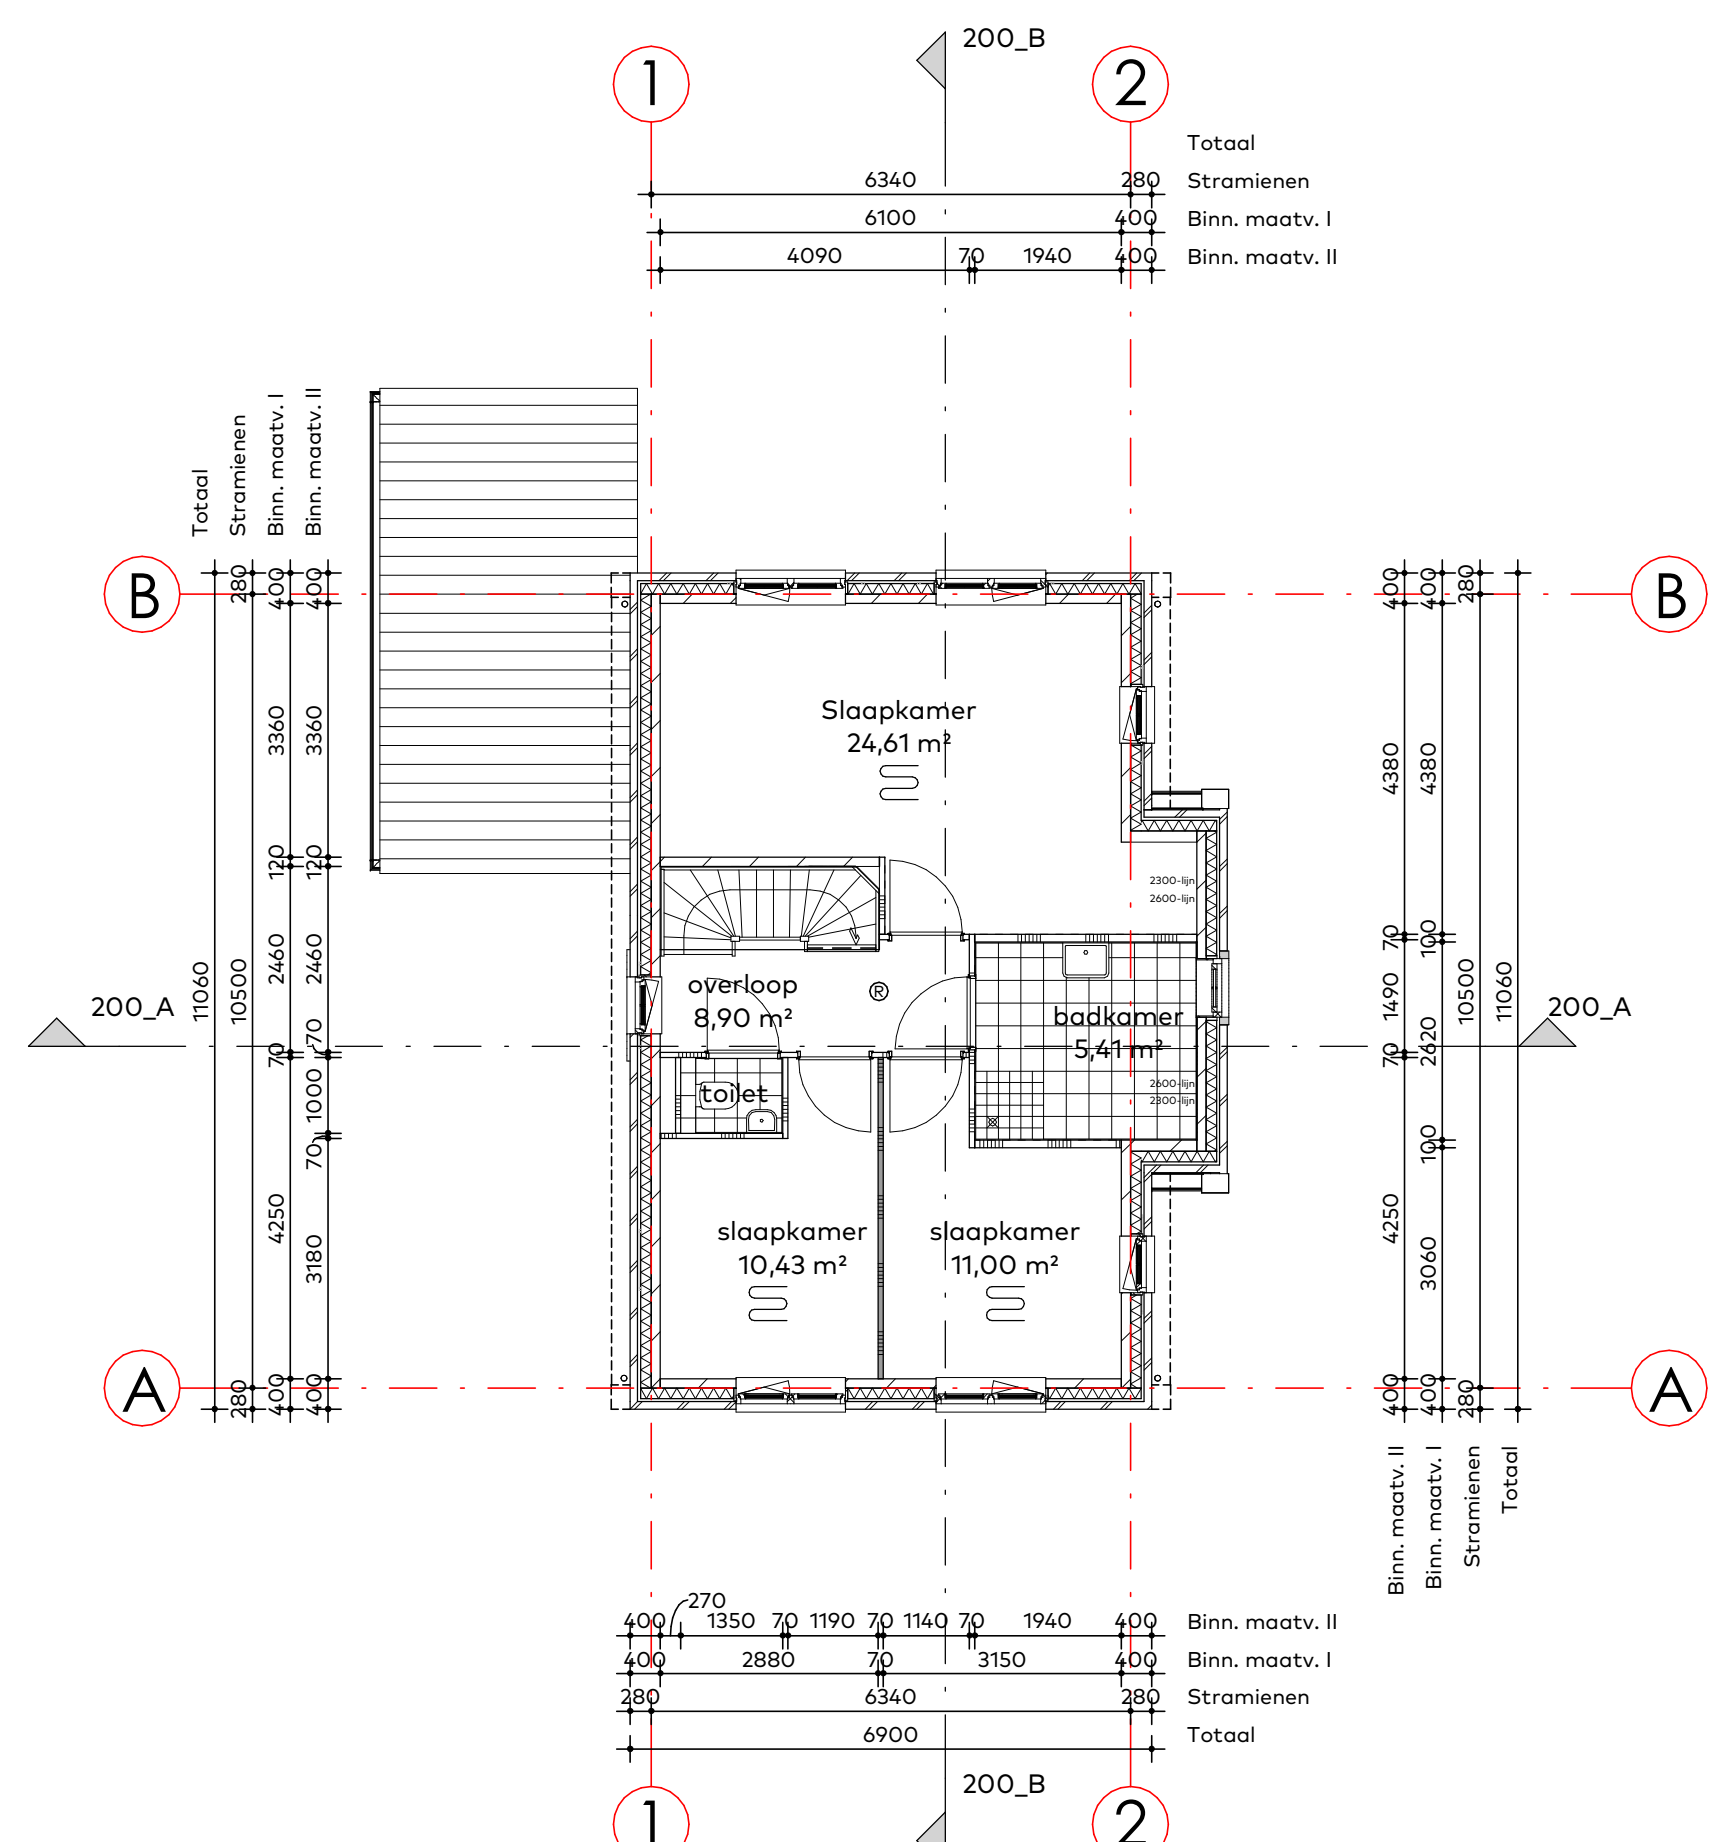 200_B
1
2
Totaal
6340 280 Stramienen
6100 400 Binn. maatv. I
4090 70 1940 400 Binn. maatv. II
Totaal
Stramienen
Binn. maatv. I
Binn. maatv. II
B
B
280
400
400
400
400
280
Slaapkamer
24,61 m²
3360
3360
4380
4380
120
120
2300-lijn
2600-lijn
11060
10500
2460
2460
70
100
1490
10500
11060
200_A
200_A
overloop
8,90 m²
R
badkamer
5,41 m²
70
70
70
2620
2600-lijn
2300-lijn
toilet
1000
70
100
4250
3180
4250
3060
slaapkamer
10,43 m²
slaapkamer
11,00 m²
A
A
280
400
400
400
400
280
Binn. maatv. II
Binn. maatv. I
Stramienen
Totaal
270
400 1350 70 1190 70 1140 70 1940 400 Binn. maatv. II
400 2880 70 3150 400 Binn. maatv. I
280 6340 280 Stramienen
6900 Totaal
200_B
1
2